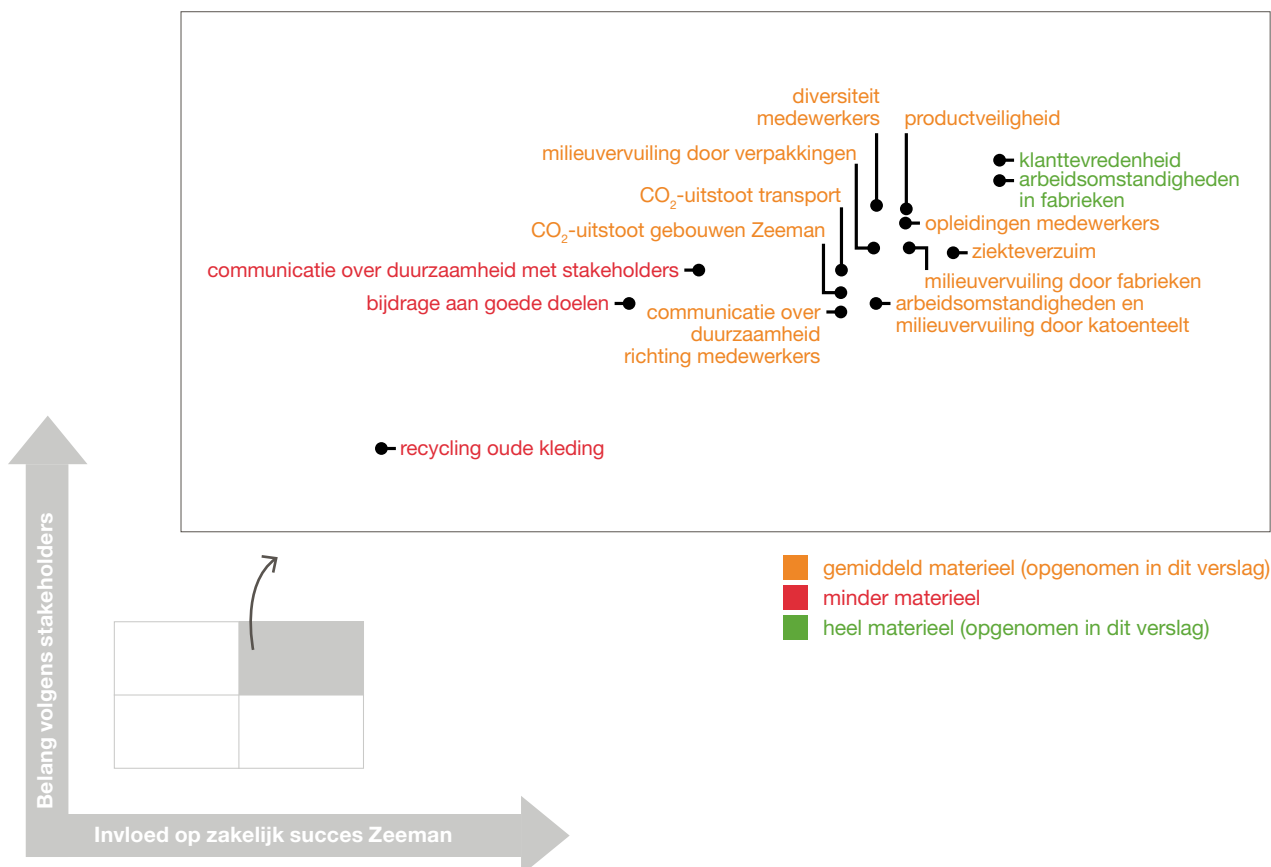 diversiteit
medewerkers
productveiligheid
milieuvervuiling door verpakkingen
klanttevredenheid
arbeidsomstandigheden
in fabrieken
CO₂-uitstoot transport
opleidingen medewerkers
CO₂-uitstoot gebouwen Zeeman
ziekteverzuim
communicatie over duurzaamheid met stakeholders
milieuvervuiling door fabrieken
bijdrage aan goede doelen
arbeidsomstandigheden en
milieuvervuiling door katoenteelt
communicatie over
duurzaamheid
richting medewerkers
recycling oude kleding
gemiddeld materieel (opgenomen in dit verslag)
minder materieel
heel materieel (opgenomen in dit verslag)
Belang volgens stakeholders
Invloed op zakelijk succes Zeeman